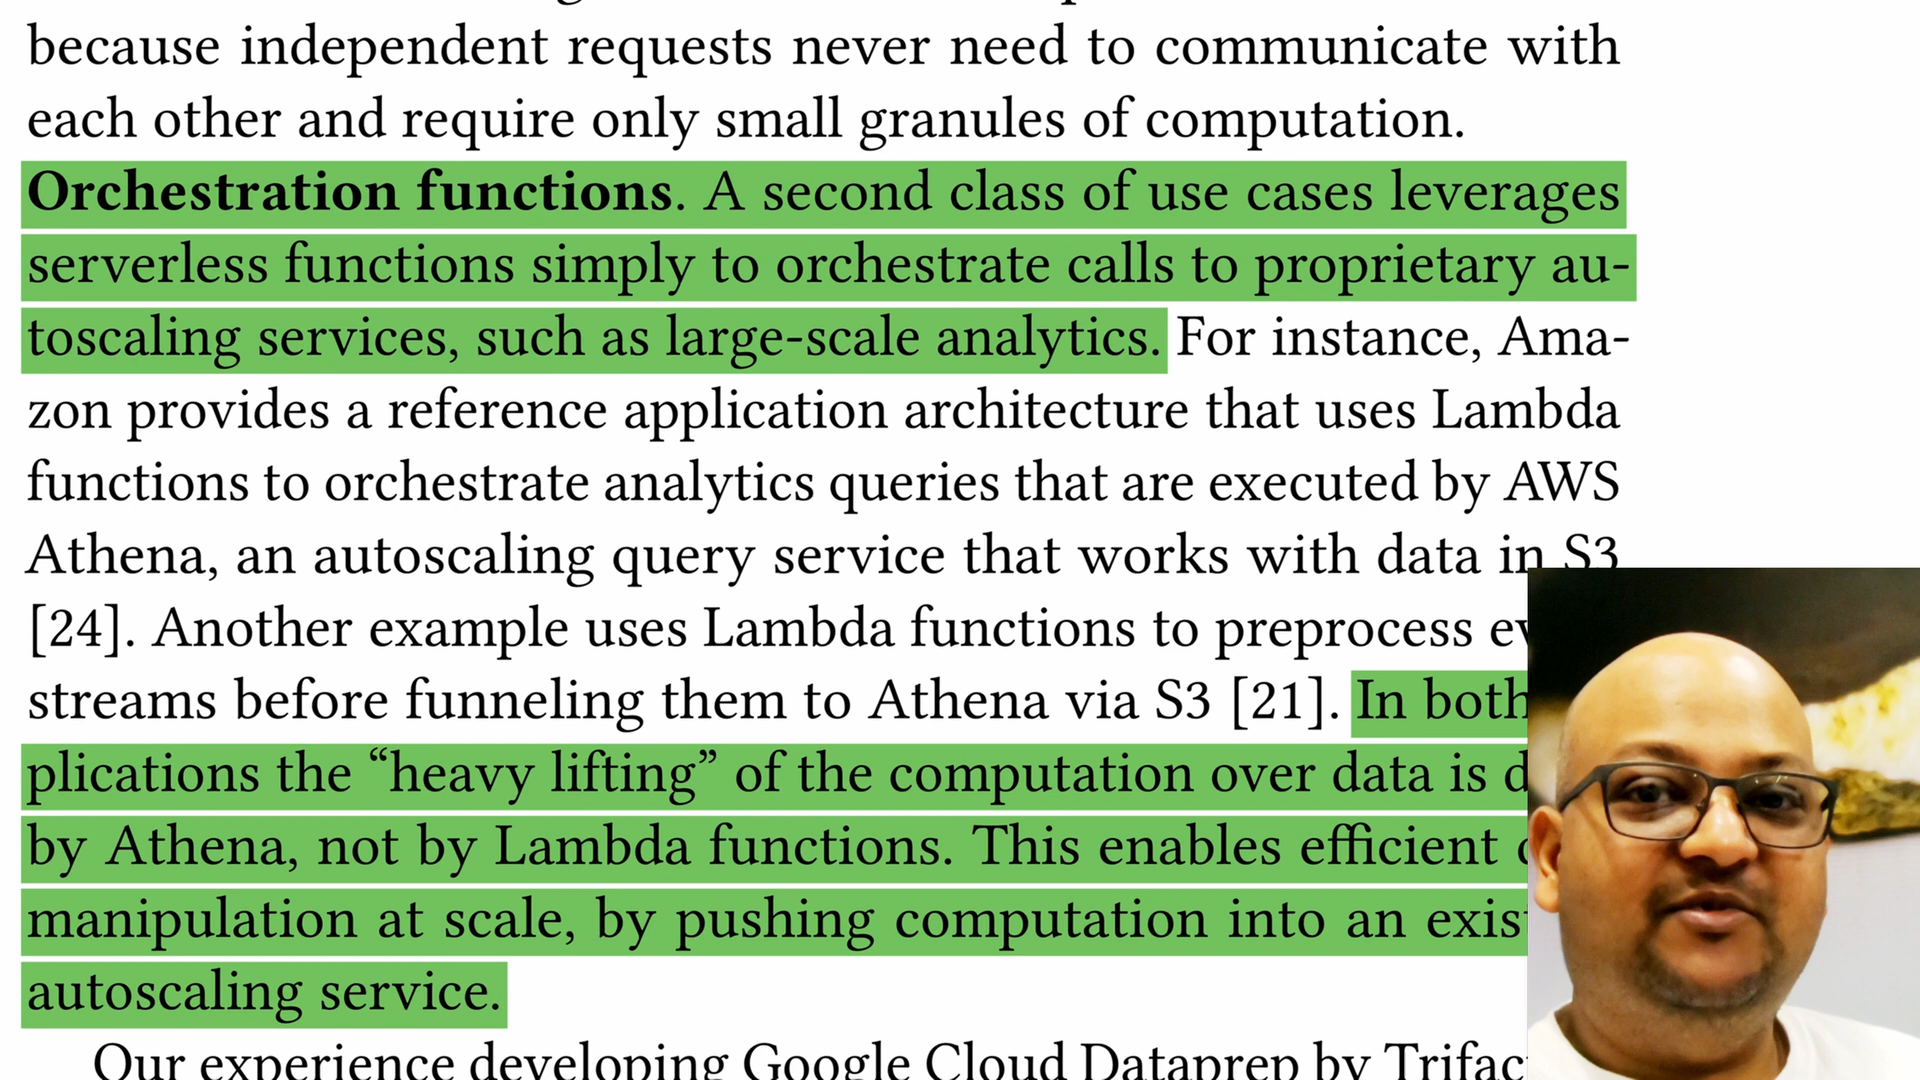 because independent requests never need to communicate with
each other and require only small granules of computation.
Orchestration functions. A second class of use cases leverages
serverless functions simply to orchestrate calls to proprietary au-
toscaling services, such as large-scale analytics. For instance, Ama-
zon provides a reference application architecture that uses Lambda
functions to orchestrate analytics queries that are executed by AWS
Athena, an autoscaling query service that works with data in S3
[24]. Another example uses Lambda functions to preprocess
streams before funneling them to Athena via S3 [21]. In both
plications the “heavy lifting” of the computation over data is
by Athena, not by Lambda functions. This enables efficient
manipulation at scale, by pushing computation into an
autoscaling service.
Our experience developing Google Cloud Dataprep by